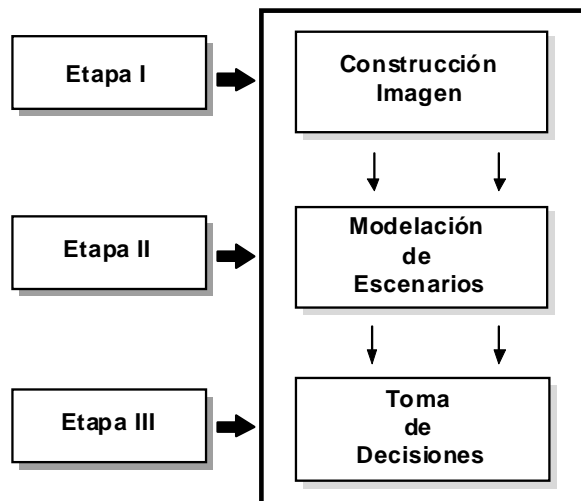 Etapa I
Construcción
Imagen
Etapa II
Modelación
de
Escenarios
Etapa III
Toma
de
Decisiones